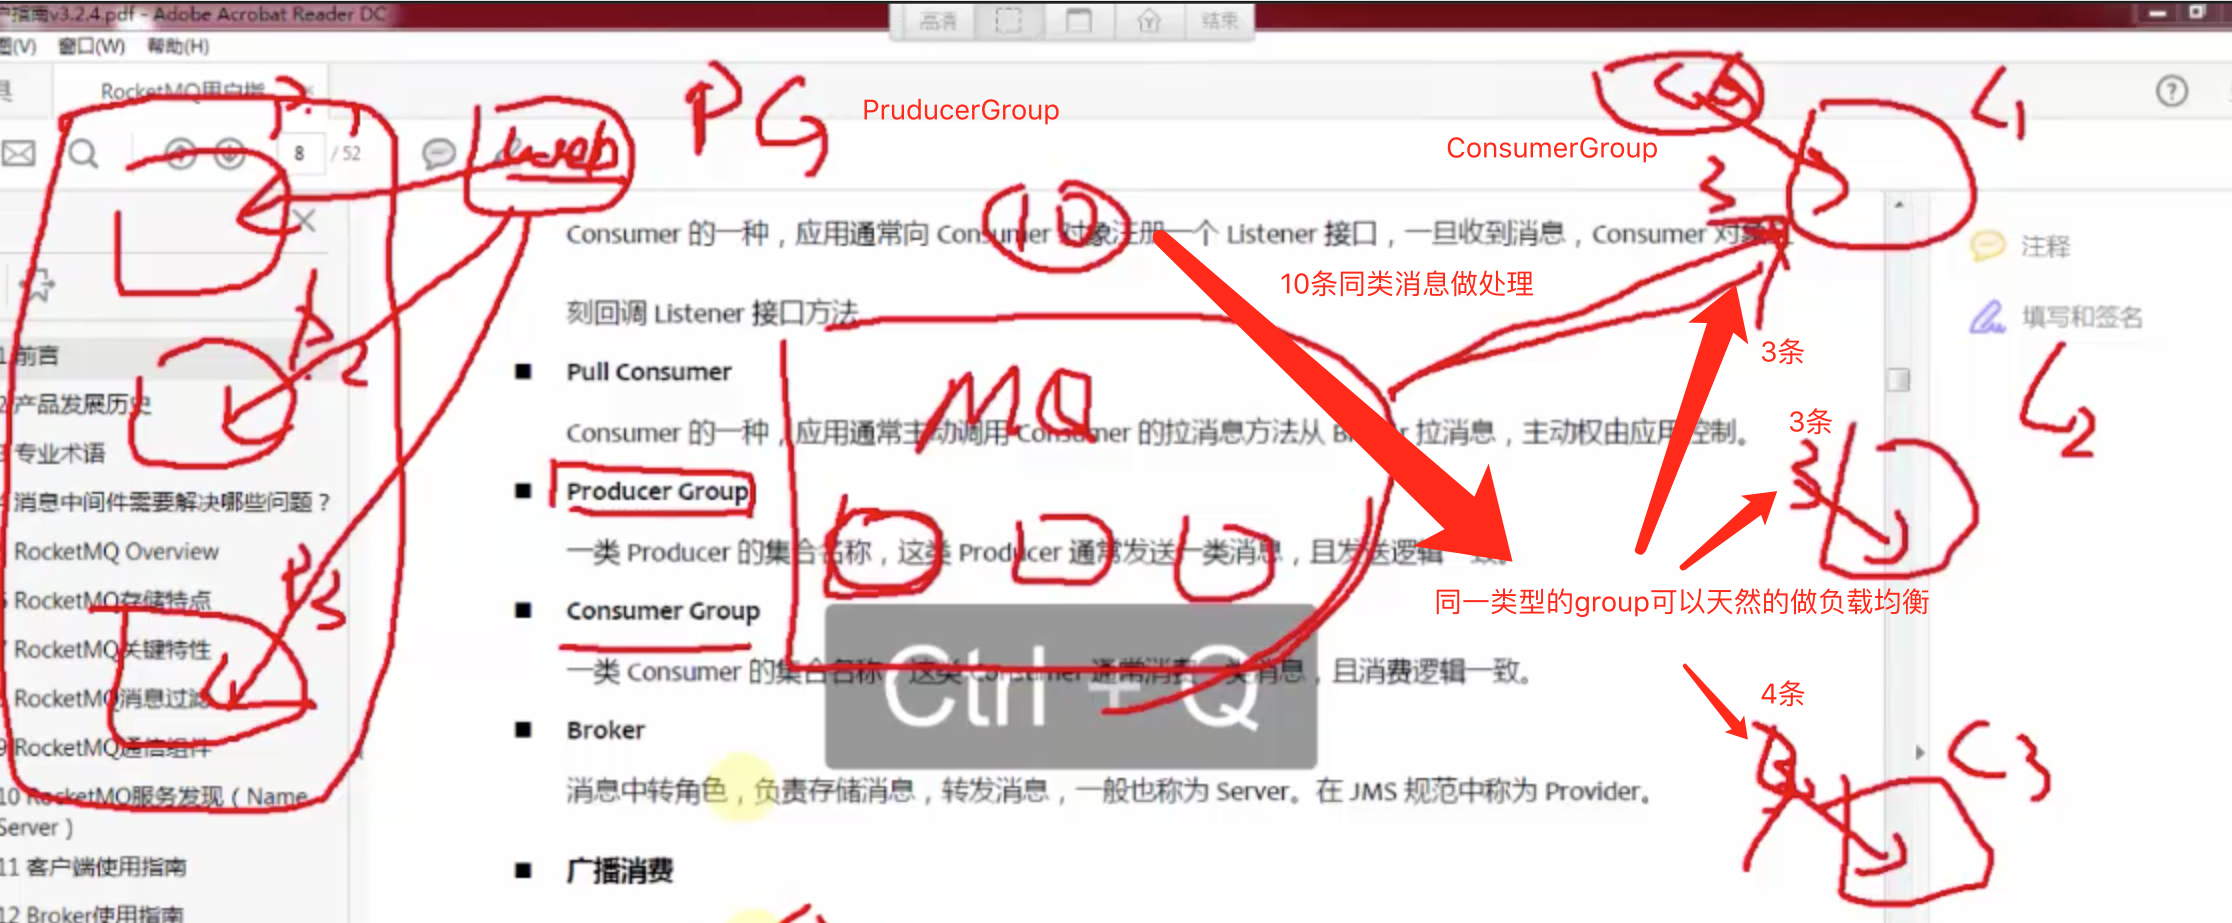 户指南v3.2.4.pdf - Adobe Acrobat Reader DC
高清
结束
图(V) 窗口(W) 帮助(H)
具
RocketMQ用户指
8 / 52
web
PG
PruducerGroup
CG
C1
ConsumerGroup
P1
3
10
Consumer 的一种，应用通常向 Consumer 对象注册一个 Listener 接口，一旦收到消息，Consumer 对象
注释
10条同类消息做处理
刻回调 Listener 接口方法
填写和签名
P2
1 前言
3条
Pull Consumer
C2
2 产品发展历史
MQ
3条
3
Consumer 的一种，应用通常主动调用 Consumer 的拉消息方法从 Broker 拉消息，主动权由应用控制。
专业术语
Producer Group
消息中间件需要解决哪些问题？
RocketMQ Overview
一类 Producer 的集合名称，这类 Producer 通常发送一类消息，且发送逻辑一致。
P3
RocketMQ存储特点
Consumer Group
同一类型的group可以天然的做负载均衡
RocketMQ关键特性
一类 Consumer 的集合名称，这类 Consumer 通常消费一类消息，且消费逻辑一致。
Ctrl + Q
RocketMQ消息过滤
4条
Broker
9 RocketMQ通信组件
C3
消息中转角色，负责存储消息，转发消息，一般也称为 Server。在 JMS 规范中称为 Provider。
10 RocketMQ服务发现（Name
Server）
11 客户端使用指南
广播消费
12 Broker使用指南